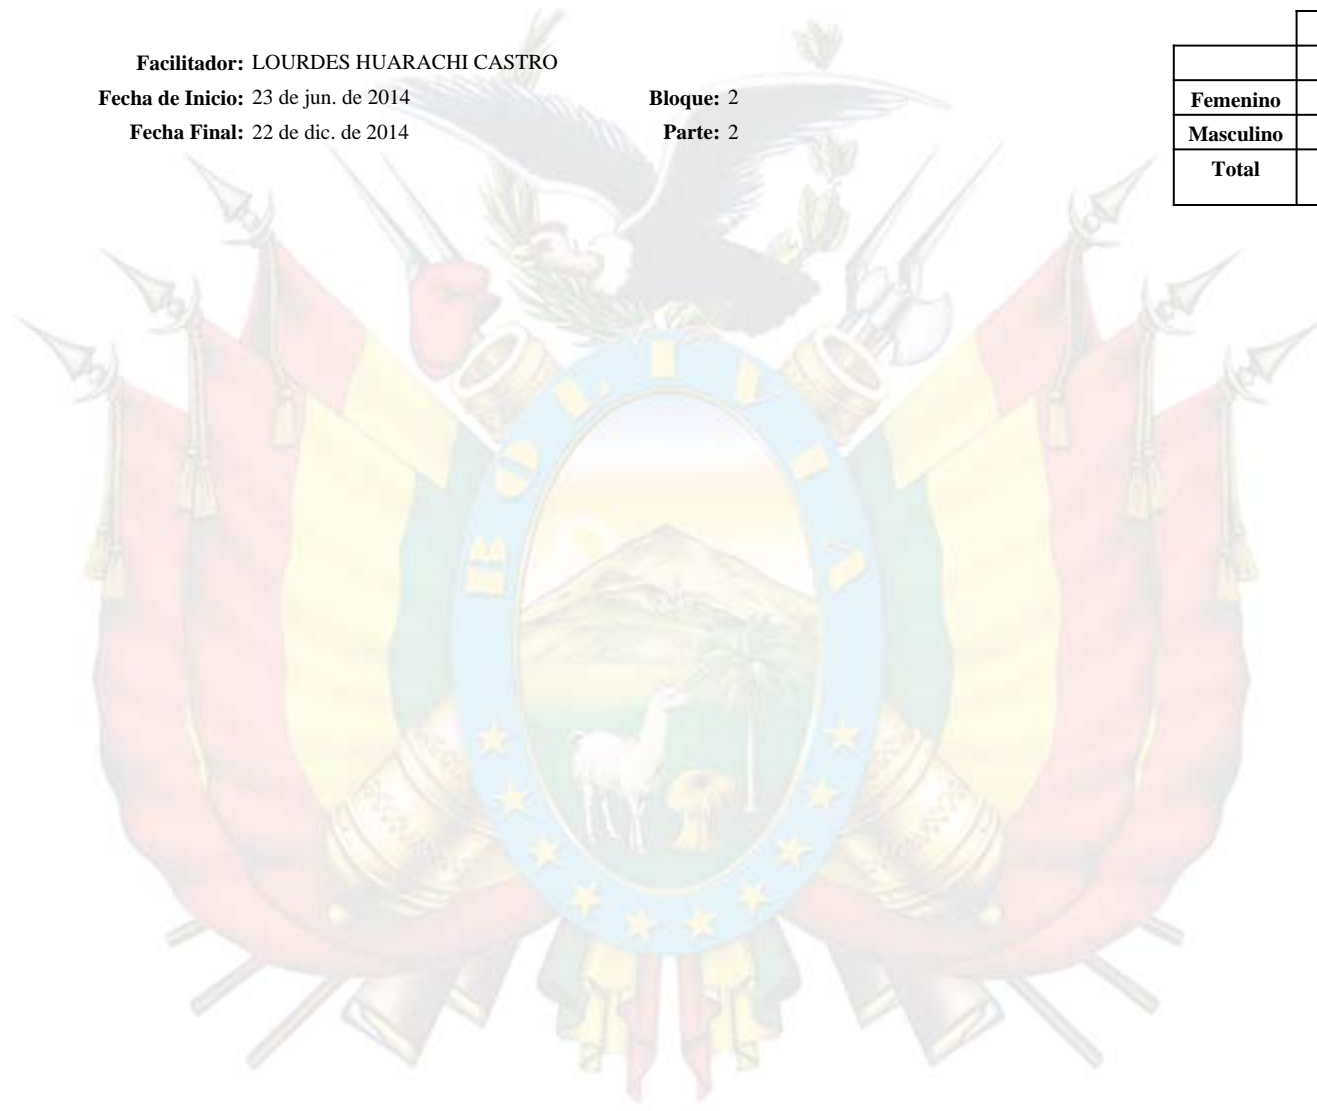 Facilitador: LOURDES HUARACHI CASTRO
Fecha de Inicio: 23 de jun. de 2014 Bloque: 2
Fecha Final: 22 de dic. de 2014 Parte: 2
Femenino
Masculino
Total
BOLIVIA